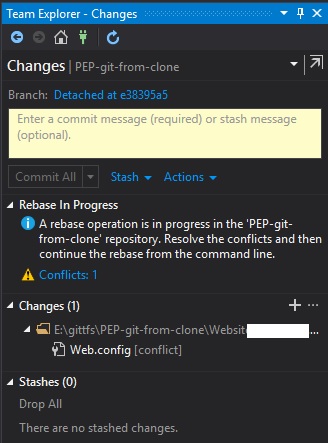 Team Explorer - Changes
Changes | PEP-git-from-clone
Branch: Detached at e38395a5
Enter a commit message (required) or stash message
(optional).
Commit All
Stash
Actions
Rebase In Progress
A rebase operation is in progress in the 'PEP-git-
from-clone' repository. Resolve the conflicts and then
continue the rebase from the command line.
Conflicts: 1
Changes (1)
E:\gittfs\PEP-git-from-clone\Website ...
Web.config [conflict]
Stashes (0)
Drop All
There are no stashed changes.